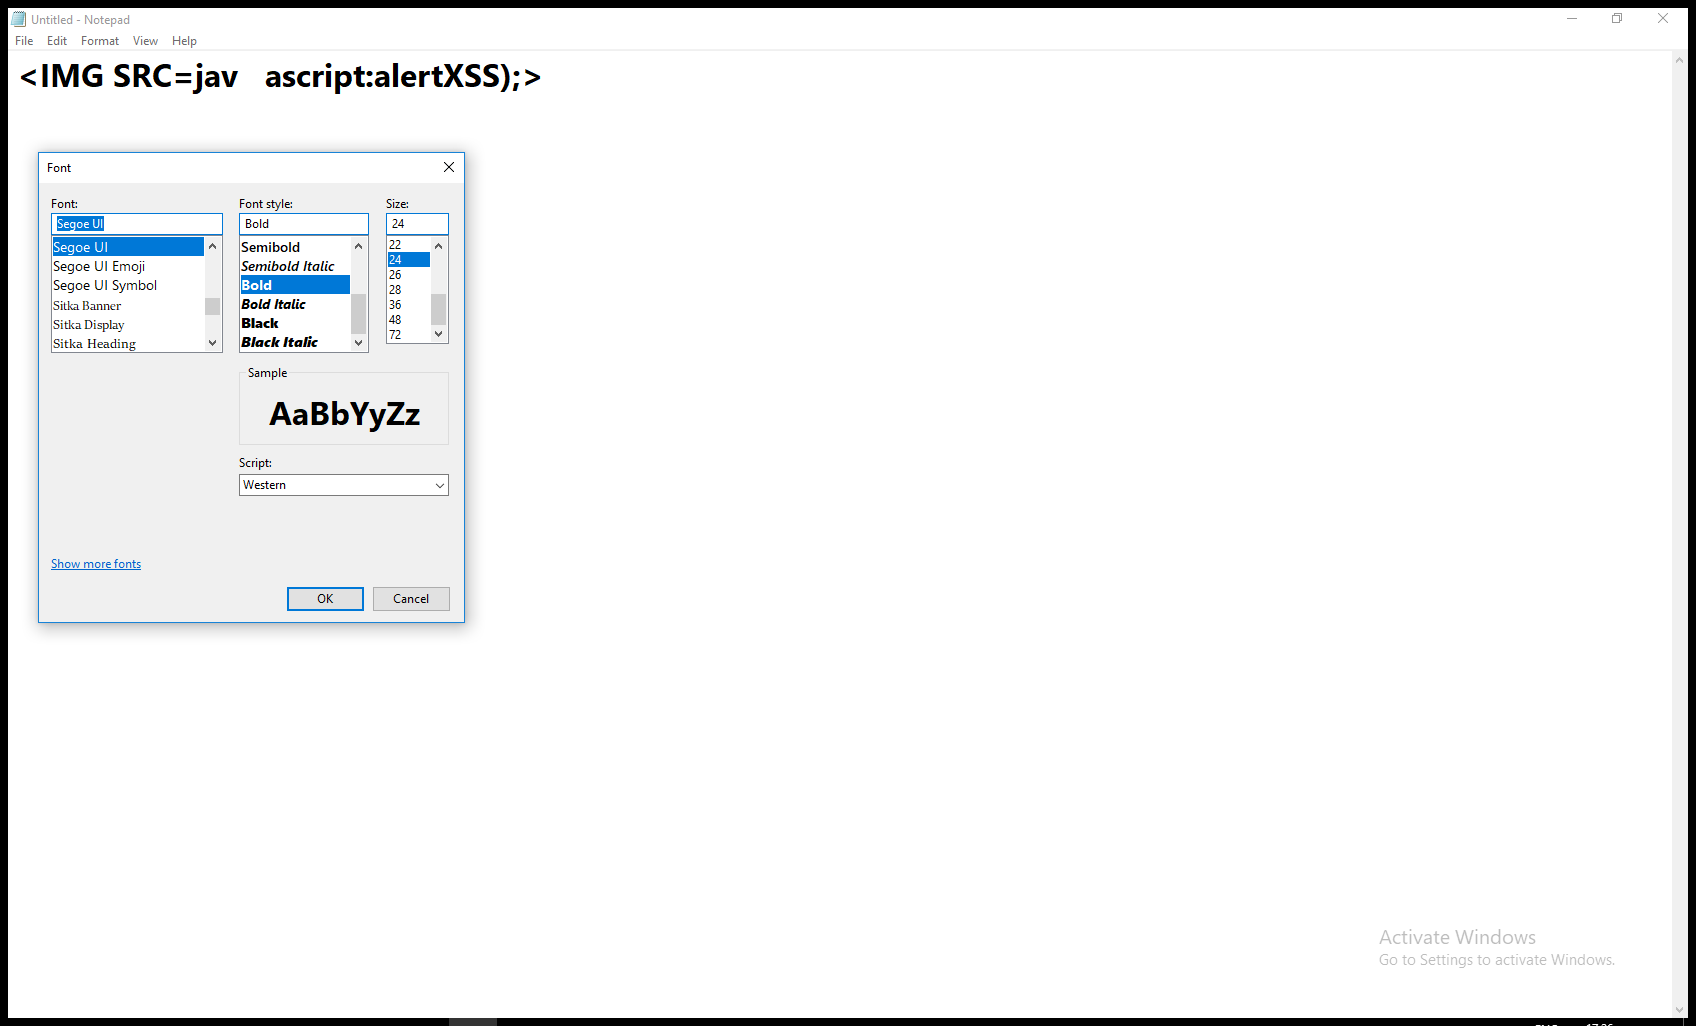 Untitled - Notepad
File Edit Format View Help
<IMG SRC=jav   ascript:alertXSS);>
Font
Font: Font style: Size:
Segoe UI Bold 24
Segoe UI
Segoe UI Emoji
Segoe UI Symbol
Sitka Banner
Sitka Display
Sitka Heading
Semibold
Semibold Italic
Bold
Bold Italic
Black
Black Italic
22
24
26
28
36
48
72
Sample
AaBbYyZz
Script:
Western
Show more fonts
OK Cancel
Activate Windows
Go to Settings to activate Windows.